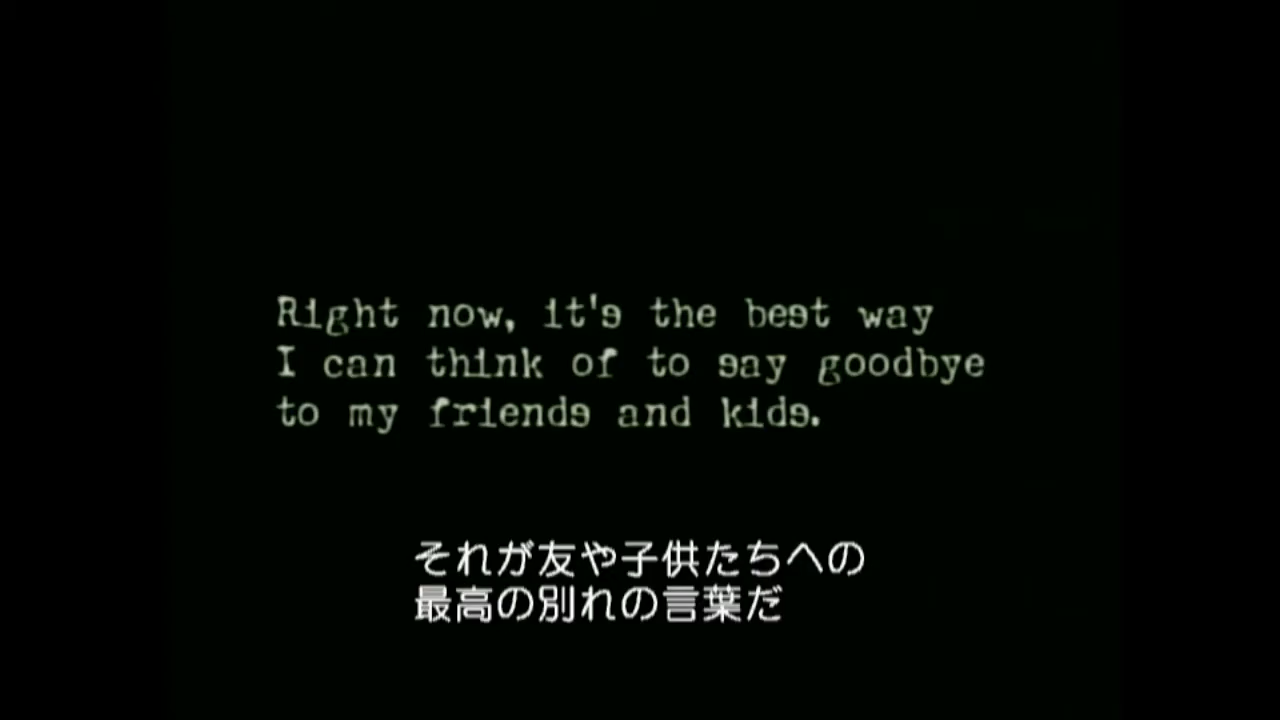 Right now, it's the best way
I can think of to say goodbye
to my friends and kids.
それが友や子供たちへの
最高の別れの言葉だ